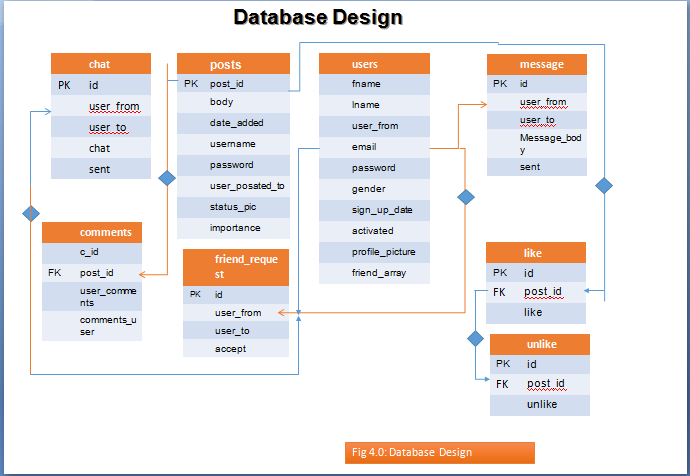 Database Design
chat
PK id
user_from
user_to
chat
sent
posts
PK post_id
body
date_added
username
password
user_posated_to
status_pic
importance
users
fname
lname
user_from
email
password
gender
sign_up_date
activated
profile_picture
friend_array
message
PK id
user_from
user_to
Message_bod
y
sent
comments
c_id
FK post_id
user_comme
nts
comments_u
ser
friend_reque
st
PK id
user_from
user_to
accept
like
PK id
FK post_id
like
unlike
PK id
FK post_id
unlike
Fig 4.0: Database Design